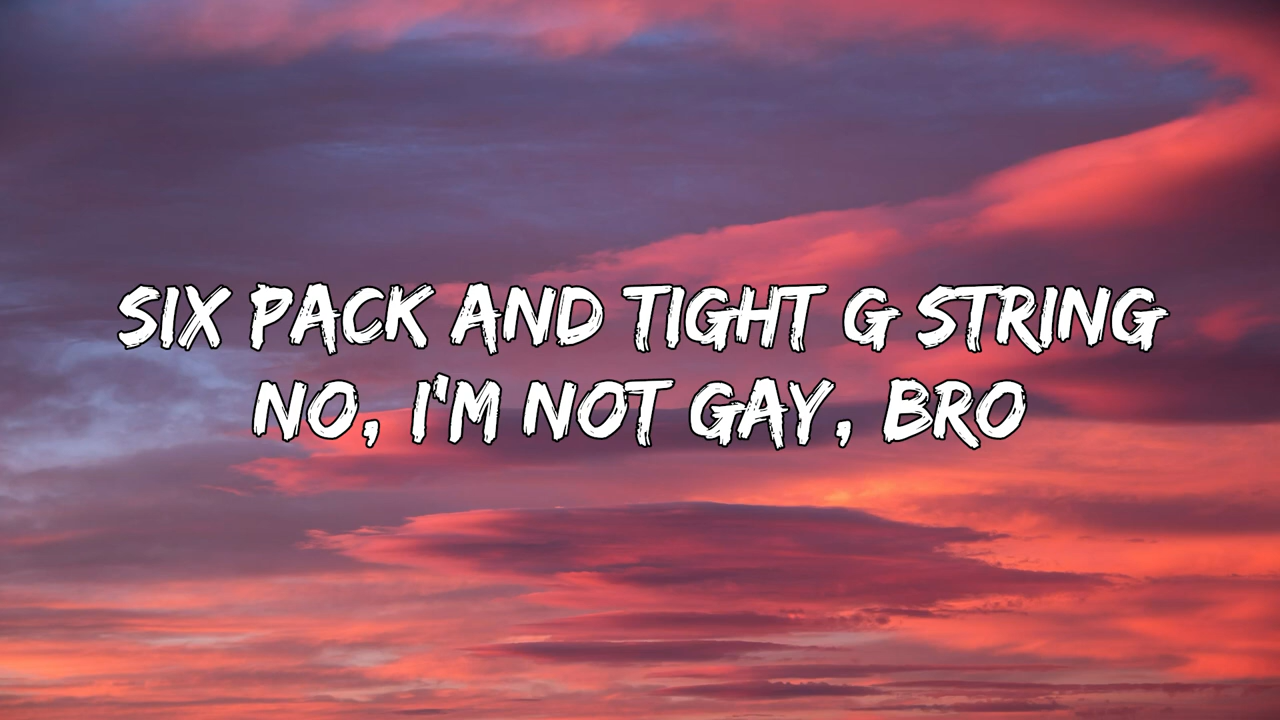 SIX PACK AND TIGHT G STRING
NO, I'M NOT GAY, BRO